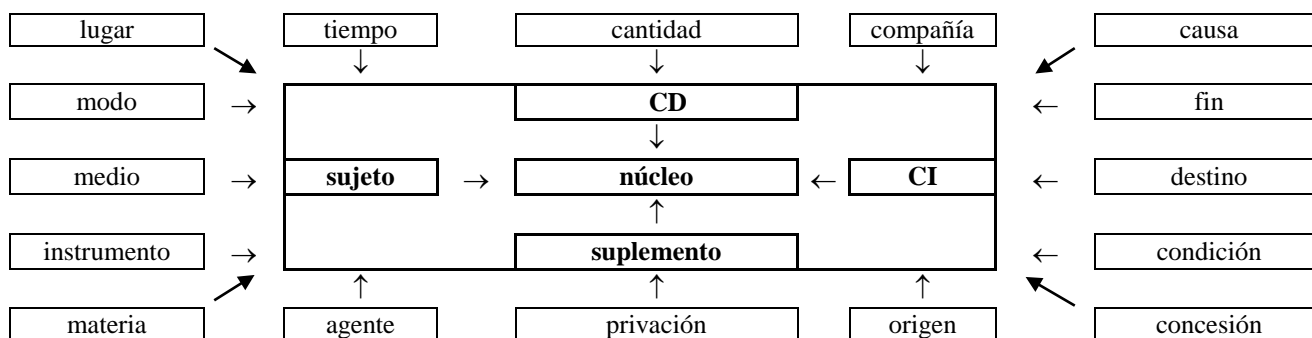 lugar tiempo cantidad compañía causa
↓ ↓ ↓
modo → CD ← fin
↓
medio → sujeto → núcleo ← CI ← destino
↑
instrumento → suplemento ← condición
↑ ↑ ↑
materia agente privación origen concesión